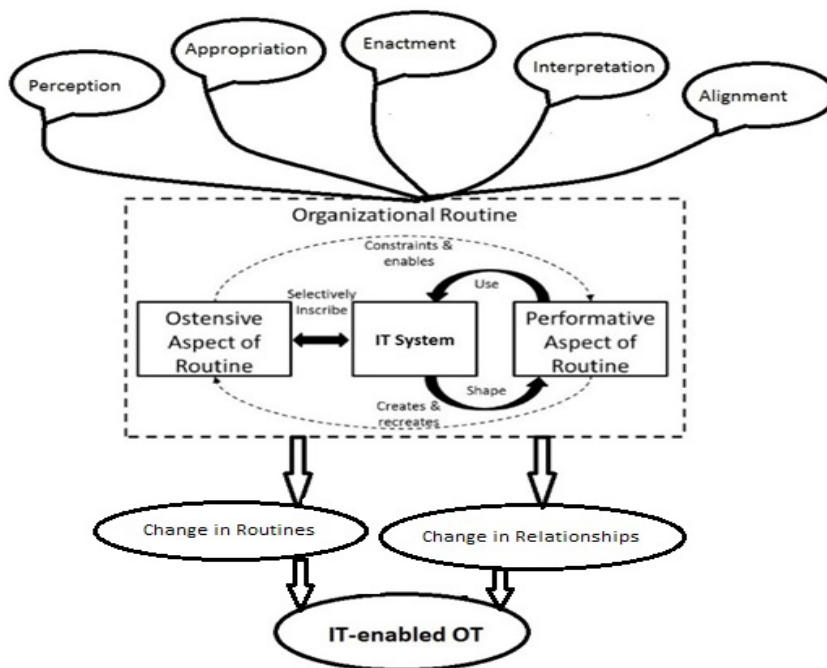 Perception
Appropriation
Enactment
Interpretation
Alignment
Organizational Routine
Constraints &
enables
Selectively
Inscribe
Use
Ostensive
Aspect of
Routine
IT System
Performative
Aspect of
Routine
Shape
Creates &
recreates
Change in Routines
Change in Relationships
IT-enabled OT